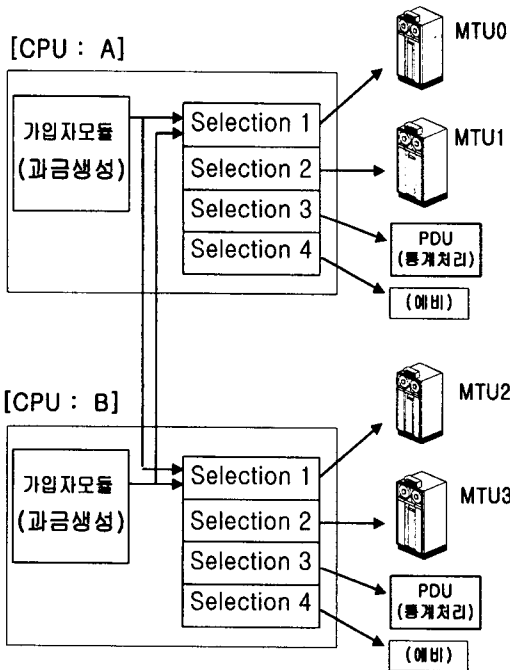 [CPU : A]
가입자모듈
(과금생성)
Selection 1
Selection 2
Selection 3
Selection 4
MTU0
MTU1
PDU
(통계처리)
(예비)
[CPU : B]
가입자모듈
(과금생성)
Selection 1
Selection 2
Selection 3
Selection 4
MTU2
MTU3
PDU
(통계처리)
(예비)